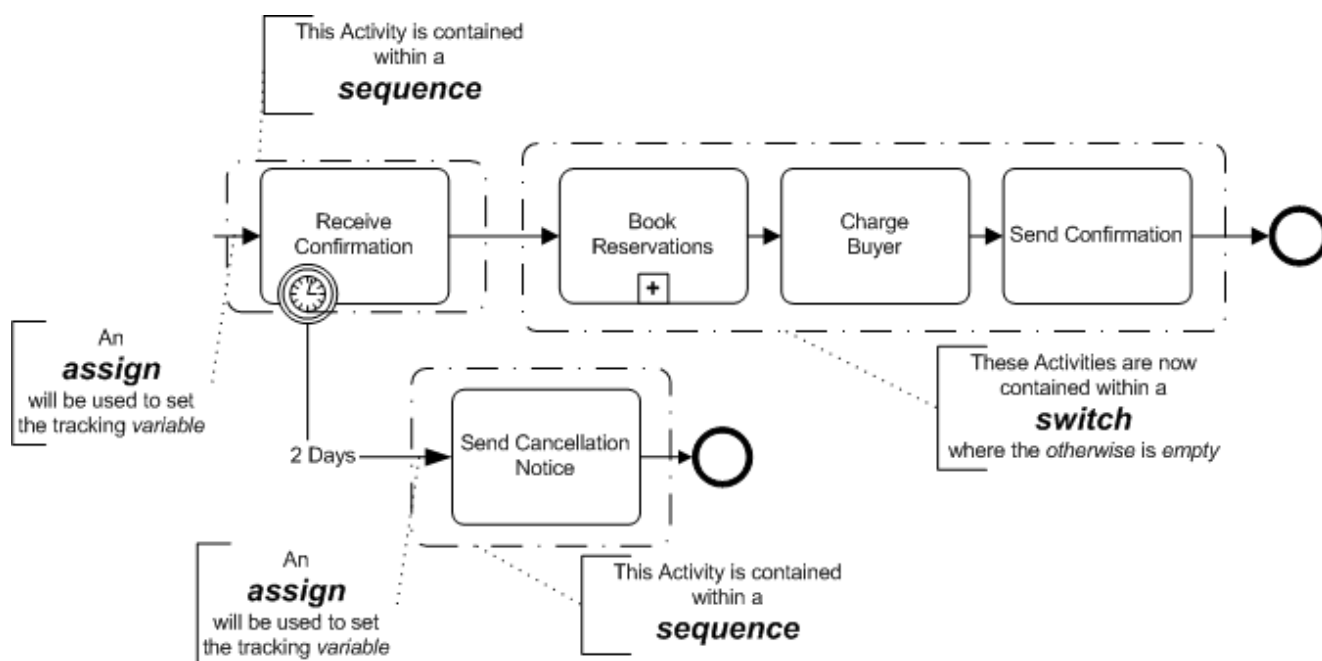 This Activity is contained
within a
sequence
Receive
Confirmation
Book
Reservations
+
Charge
Buyer
Send Confirmation
An
assign
will be used to set
the tracking variable
These Activities are now
contained within a
switch
where the otherwise is empty
2 Days
Send Cancellation
Notice
An
assign
will be used to set
the tracking variable
This Activity is contained
within a
sequence